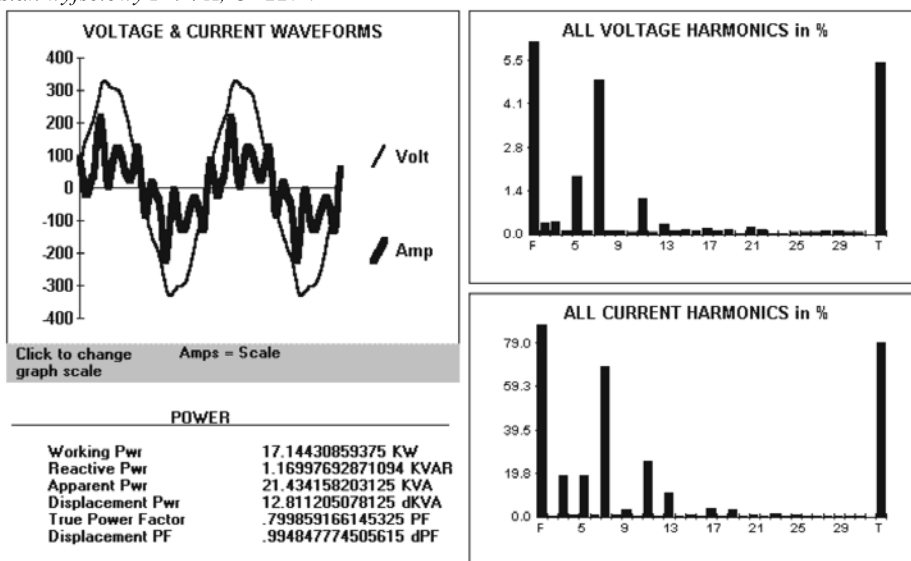 VOLTAGE & CURRENT WAVEFORMS
400
300
200
100
0
-100
-200
-300
-400
Volt
Amp
Click to change graph scale
Amps = Scale
POWER
Working Pwr 17.14430859375 KW
Reactive Pwr 1.16997692871094 KVAR
Apparent Pwr 21.434158203125 KVA
Displacement Pwr 12.811205078125 dKVA
True Power Factor .799859166145325 PF
Displacement PF .994847774505615 dPF
ALL VOLTAGE HARMONICS in %
5.5
4.1
2.8
1.4
0.0
F 5 9 13 17 21 25 29 T
ALL CURRENT HARMONICS in %
79.0
59.3
39.5
19.8
0.0
F 5 9 13 17 21 25 29 T